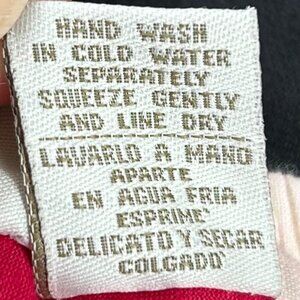 HAND WASH
IN COLD WATER
SEPARATELY
SQUEEZE GENTLY
AND LINE DRY
LAVARLO A MANO
APARTE
EN AGUA FRIA
ESPRIME
DELICATO Y SECAR
COLGADO